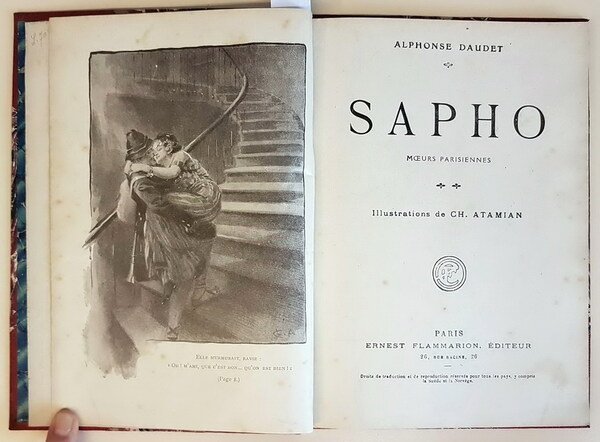 ELLE MURMURAIT, RAVIE :
« OH ! M'AMI, QUE C'EST BON... QU'ON EST BIEN ! »
(Page 8.)
ALPHONSE DAUDET
SAPHO
MŒURS PARISIENNES
Illustrations de CH. ATAMIAN
PARIS
ERNEST FLAMMARION, ÉDITEUR
26, RUE RACINE, 26
Droits de traduction et de reproduction réservés pour tous les pays, y compris
la Suède et la Norvège.